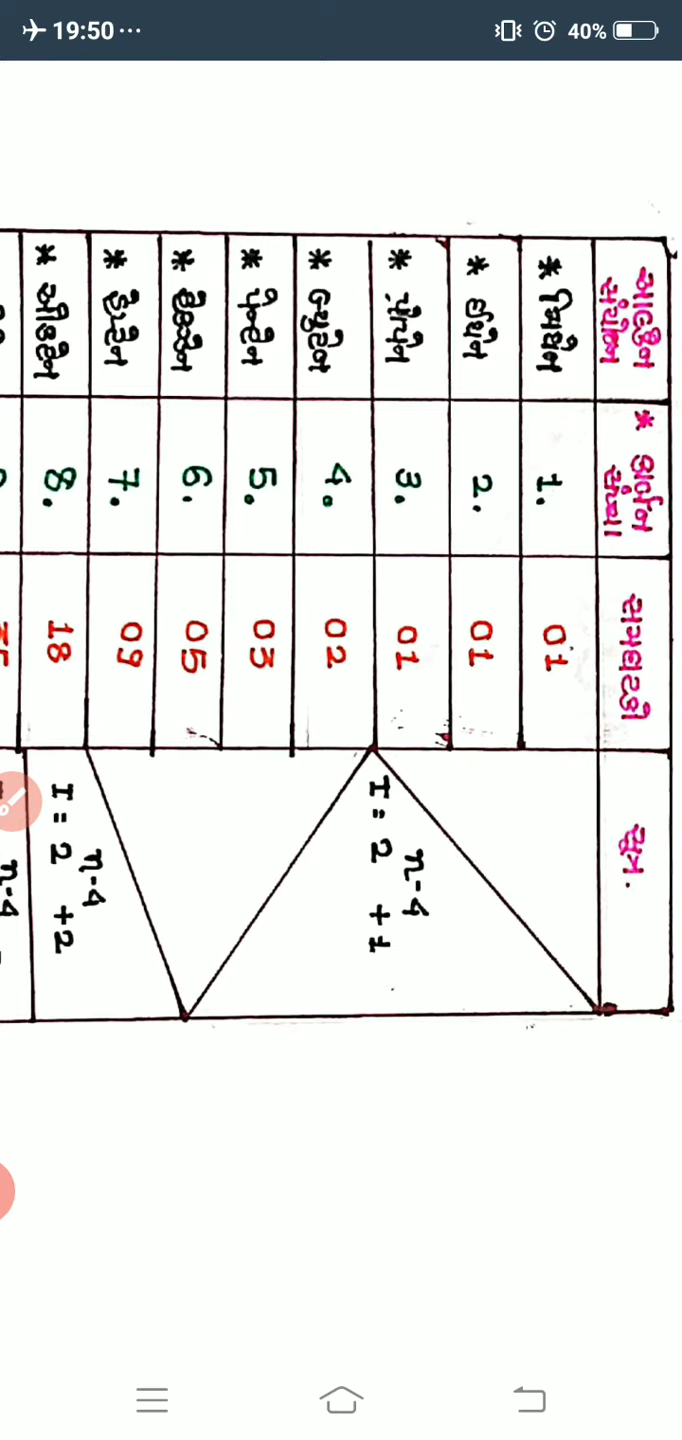 19:50 ...
40%
આલ્કેન સંયોજન * કાર્બન સંખ્યા સમઘટકો સુત્ર.
* મિથેન 1. 01
* ઈથેન 2. 01
* પ્રોપેન 3. 01
* બ્યુટેન 4. 02
I = 2 n-4 + 1
* પેન્ટેન 5. 03
* હેક્ઝેન 6. 05
* હેપ્ટેન 7. 09
* ઓક્ટેન 8. 18
I = 2 n-4 + 2
n-4